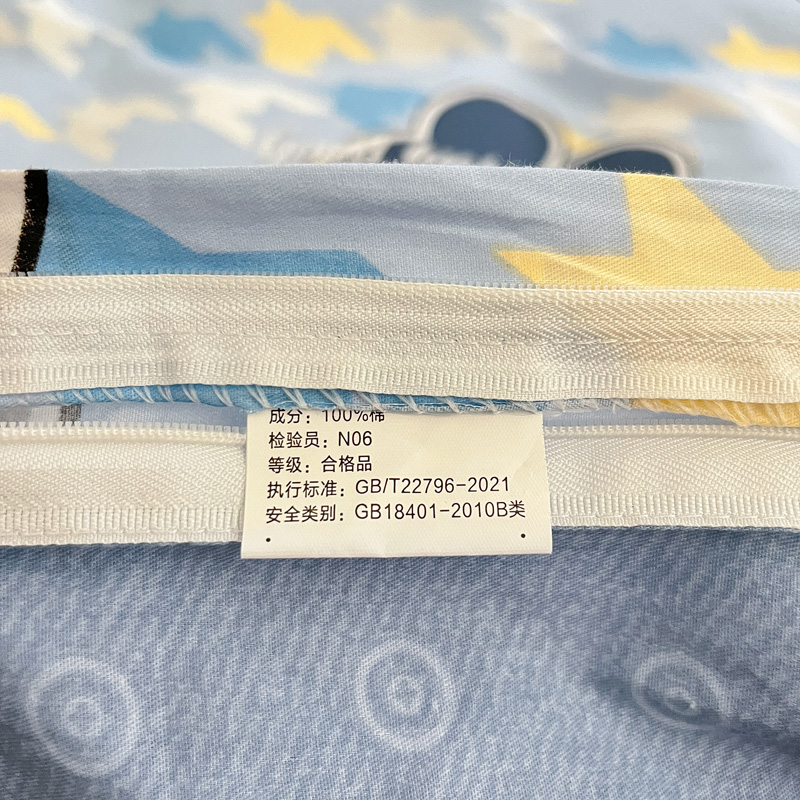 成分：100%棉
检验员：N06
等级：合格品
执行标准：GB/T22796-2021
安全类别：GB18401-2010B类